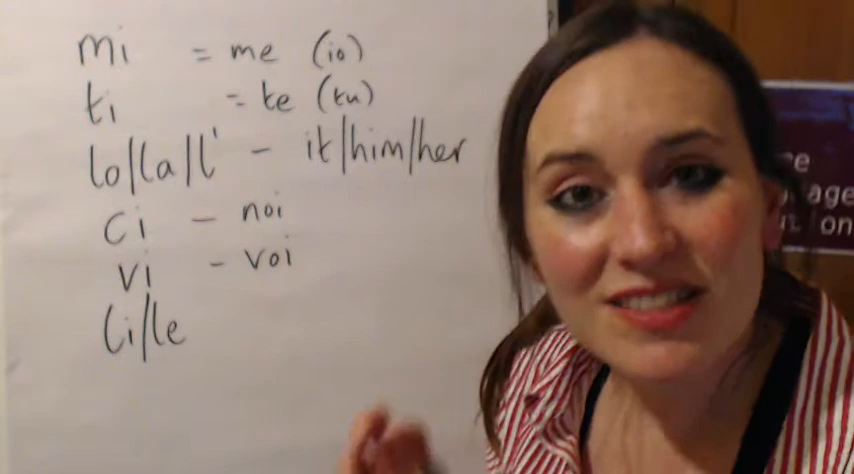 mi = me (io)
ti = te (tu)
lo/la/l' - it/him/her
ci - noi
vi - voi
li/le